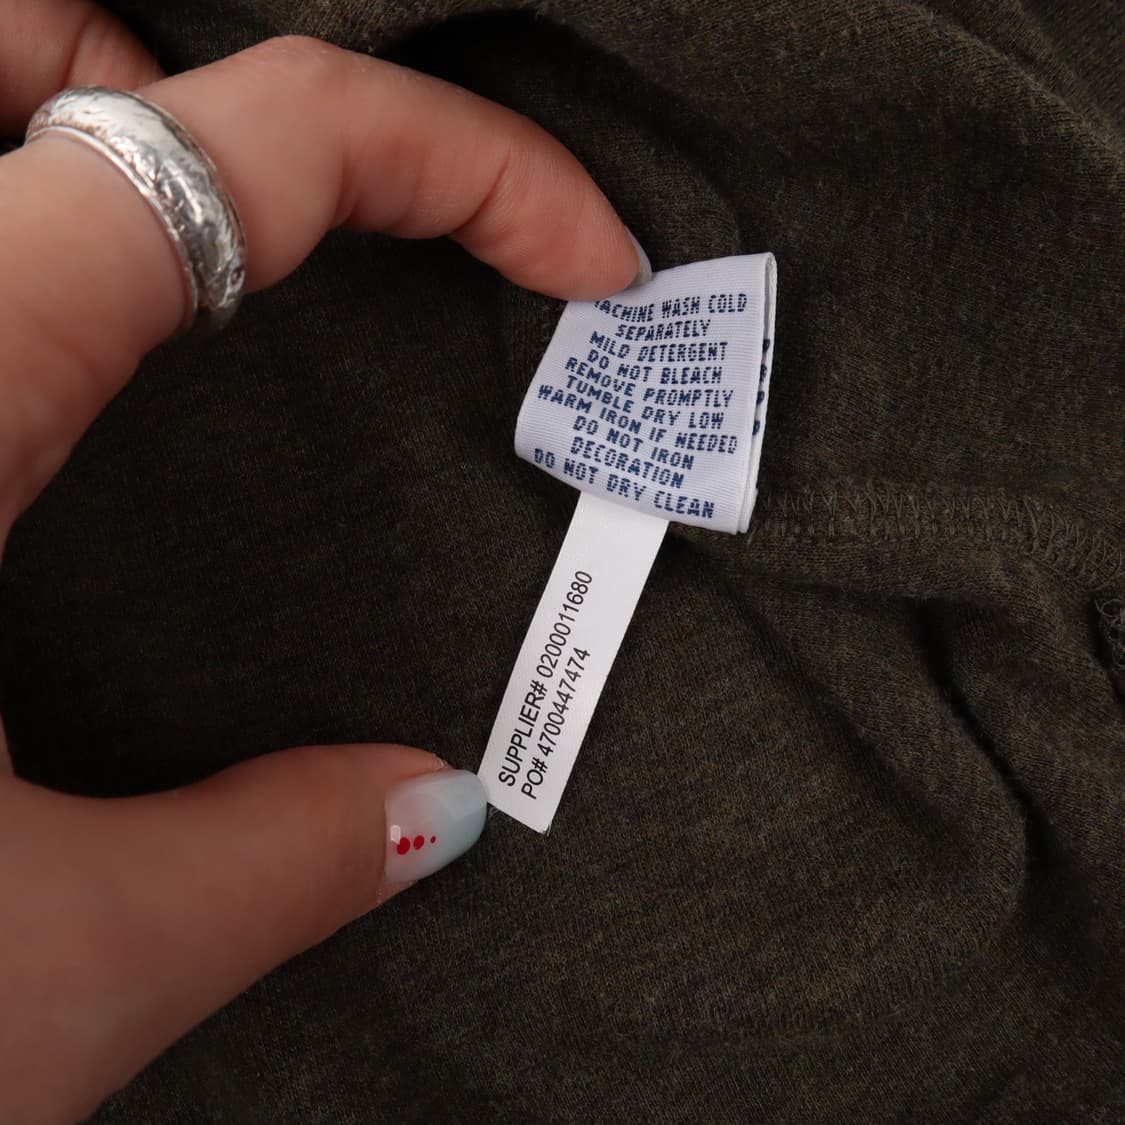 MACHINE WASH COLD
SEPARATELY
MILD DETERGENT
DO NOT BLEACH
REMOVE PROMPTLY
TUMBLE DRY LOW
WARM IRON IF NEEDED
DO NOT IRON
DECORATION
DO NOT DRY CLEAN
SUPPLIER# 0200011680
PO# 4700447474